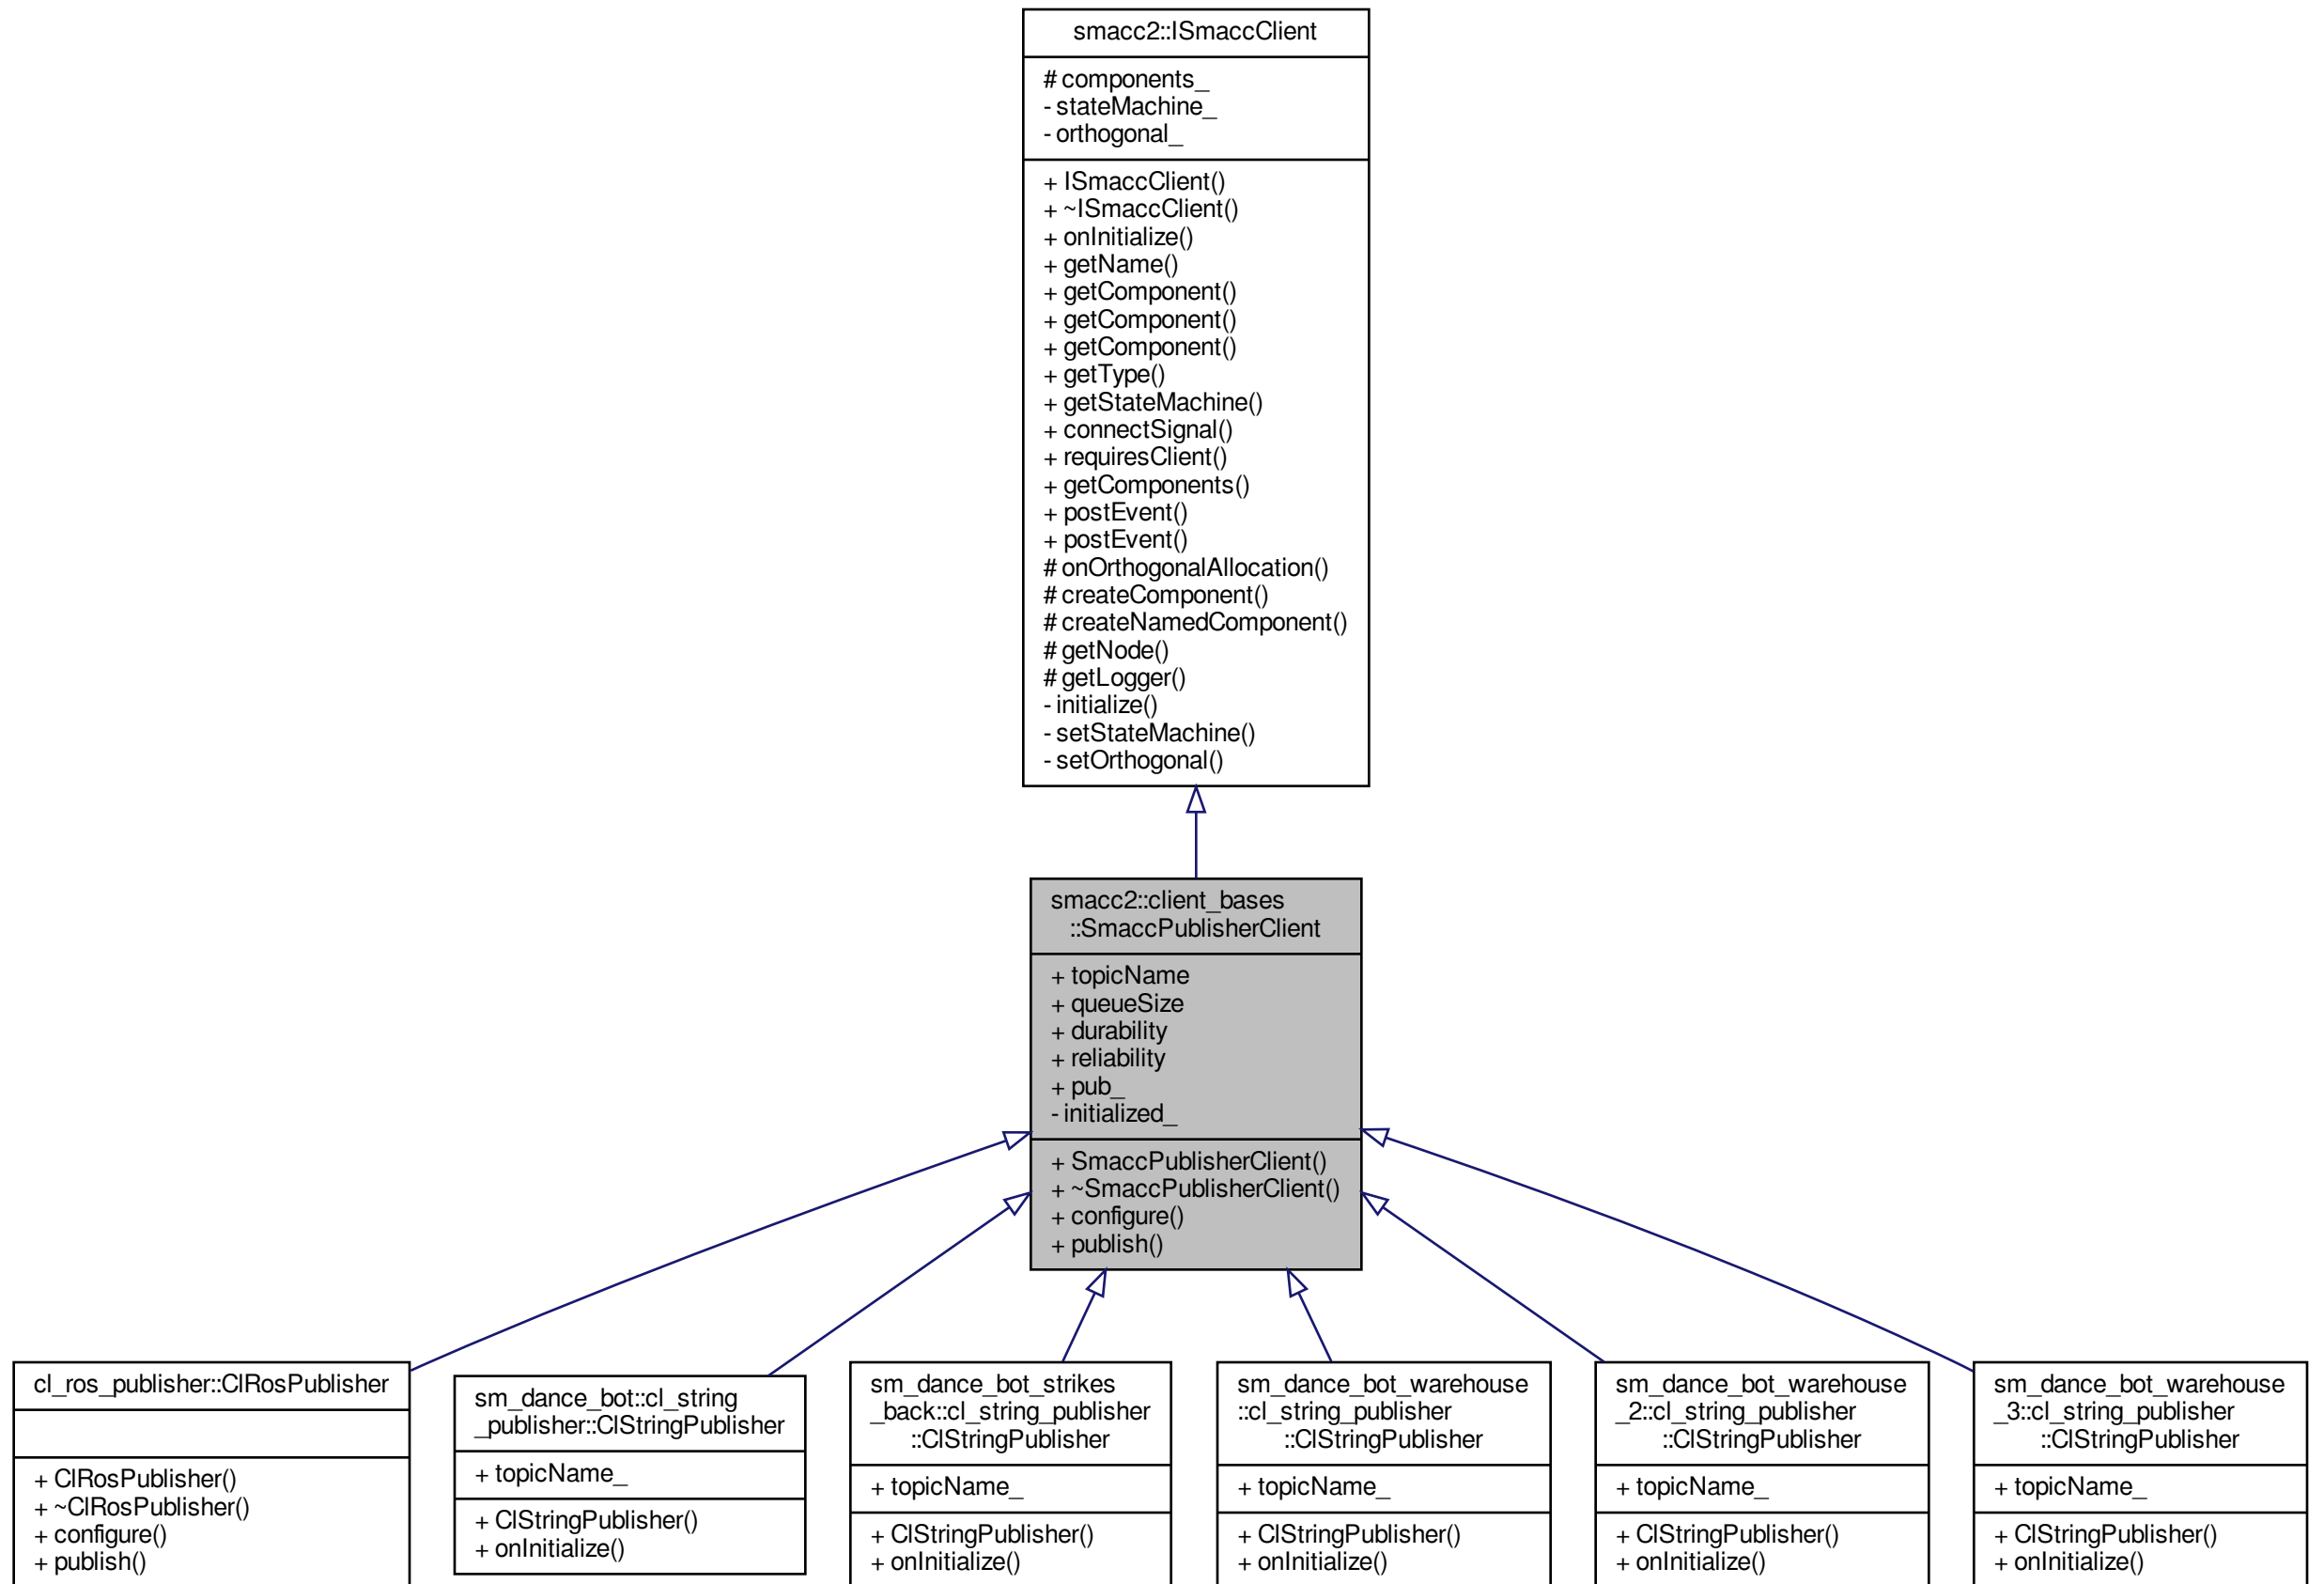 smacc2::ISmaccClient
# components_
- stateMachine_
- orthogonal_
+ ISmaccClient()
+ ~ISmaccClient()
+ onInitialize()
+ getName()
+ getComponent()
+ getComponent()
+ getComponent()
+ getType()
+ getStateMachine()
+ connectSignal()
+ requiresClient()
+ getComponents()
+ postEvent()
+ postEvent()
# onOrthogonalAllocation()
# createComponent()
# createNamedComponent()
# getNode()
# getLogger()
- initialize()
- setStateMachine()
- setOrthogonal()
smacc2::client_bases
::SmaccPublisherClient
+ topicName
+ queueSize
+ durability
+ reliability
+ pub_
- initialized_
+ SmaccPublisherClient()
+ ~SmaccPublisherClient()
+ configure()
+ publish()
cl_ros_publisher::ClRosPublisher
+ ClRosPublisher()
+ ~ClRosPublisher()
+ configure()
+ publish()
sm_dance_bot::cl_string
_publisher::ClStringPublisher
+ topicName_
+ ClStringPublisher()
+ onInitialize()
sm_dance_bot_strikes
_back::cl_string_publisher
::ClStringPublisher
+ topicName_
+ ClStringPublisher()
+ onInitialize()
sm_dance_bot_warehouse
::cl_string_publisher
::ClStringPublisher
+ topicName_
+ ClStringPublisher()
+ onInitialize()
sm_dance_bot_warehouse
_2::cl_string_publisher
::ClStringPublisher
+ topicName_
+ ClStringPublisher()
+ onInitialize()
sm_dance_bot_warehouse
_3::cl_string_publisher
::ClStringPublisher
+ topicName_
+ ClStringPublisher()
+ onInitialize()